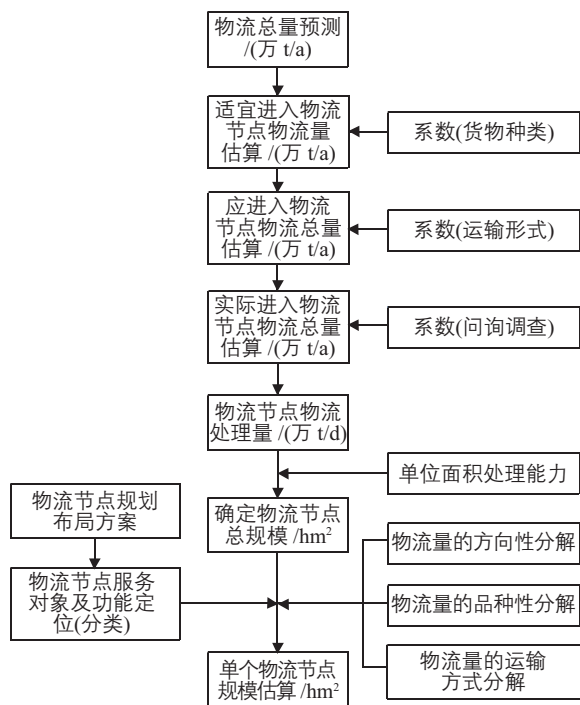 物流总量预测
/(万 t/a)
适宜进入物流
节点物流量
估算 /(万 t/a)
系数(货物种类)
应进入物流
节点物流总量
估算 /(万 t/a)
系数(运输形式)
实际进入物流
节点物流总量
估算 /(万 t/a)
系数(问询调查)
物流节点物流
处理量 /(万 t/d)
单位面积处理能力
物流节点规划
布局方案
确定物流节点
总规模 /hm²
物流量的方向性分解
物流节点服务
对象及功能定
位(分类)
物流量的品种性分解
单个物流节点
规模估算 /hm²
物流量的运输
方式分解